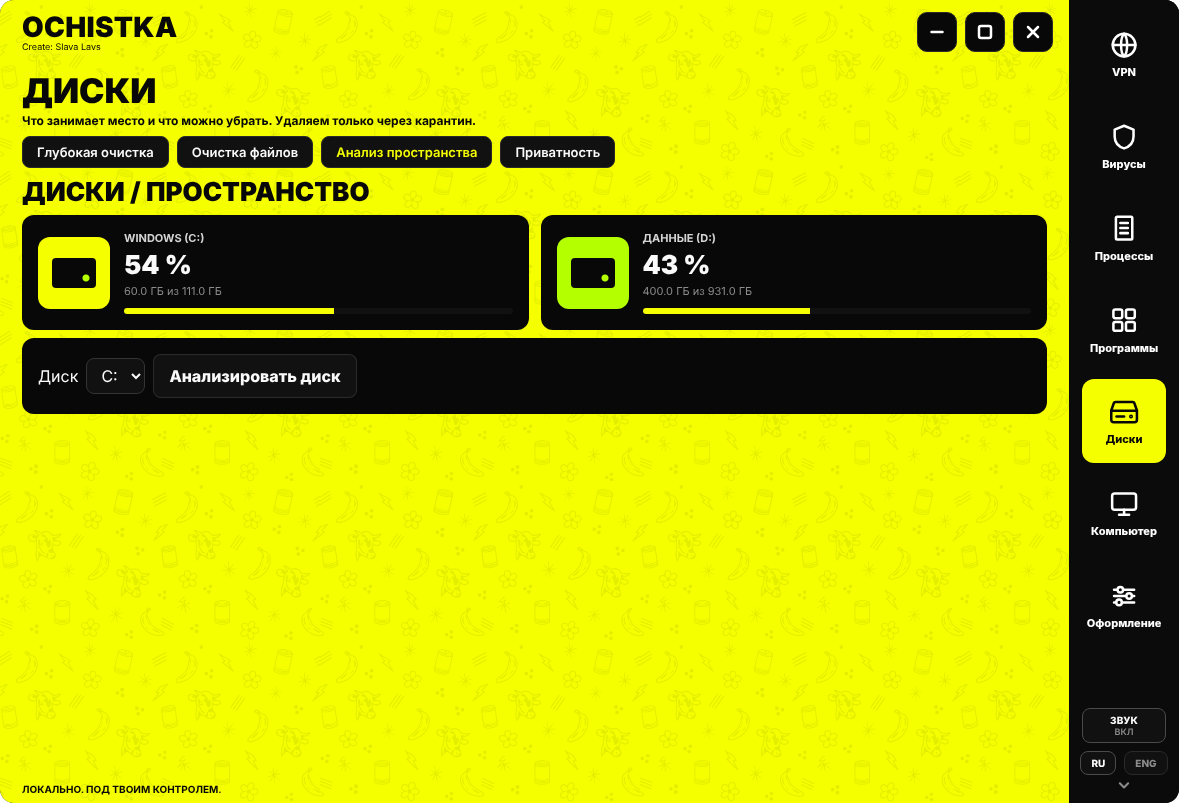 OCHISTKA
Create: Slava Lavs
ДИСКИ
Что занимает место и что можно убрать. Удаляем только через карантин.
Глубокая очистка
Очистка файлов
Анализ пространства
Приватность
ДИСКИ / ПРОСТРАНСТВО
WINDOWS (C:)
54 %
60.0 ГБ из 111.0 ГБ
ДАННЫЕ (D:)
43 %
400.0 ГБ из 931.0 ГБ
Диск
C:
Анализировать диск
ЛОКАЛЬНО. ПОД ТВОИМ КОНТРОЛЕМ.
VPN
Вирусы
Процессы
Программы
Диски
Компьютер
Оформление
ЗВУК
ВКЛ
RU
ENG